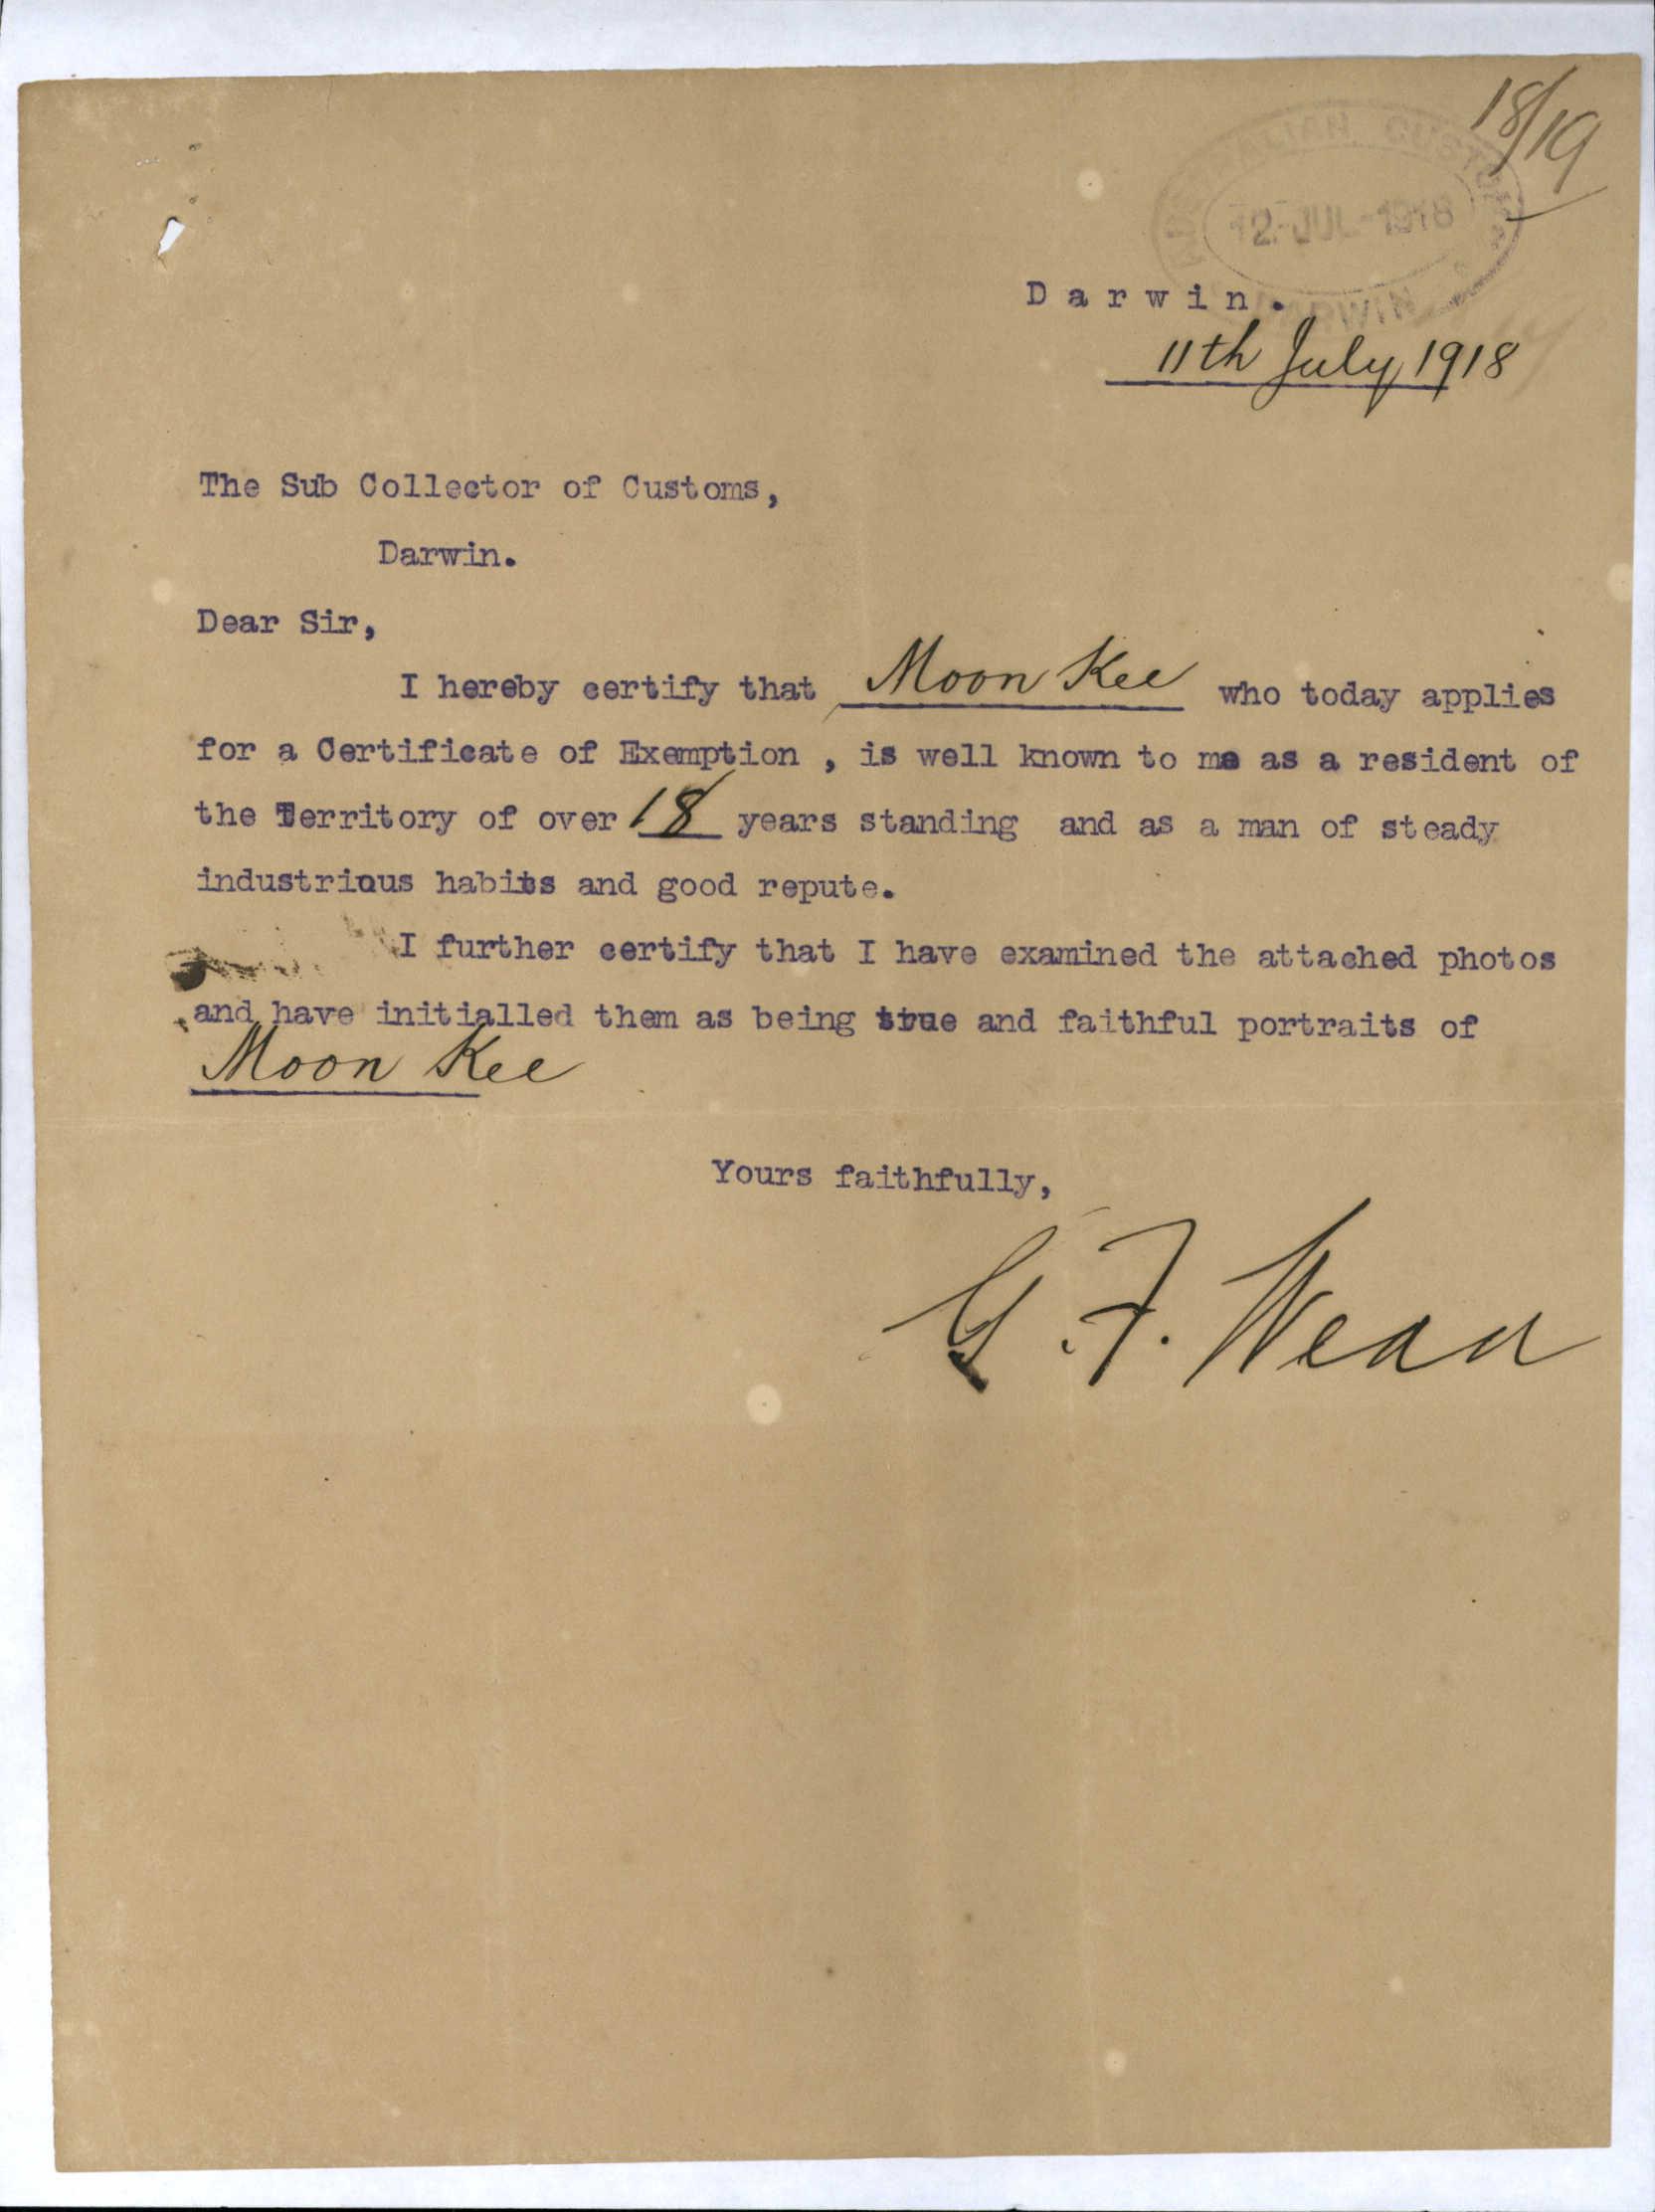 18/19
AUSTRALIAN CUSTOMS
12-JUL-1918
DARWIN
Darwin.
11th July 1918
The Sub Collector of Customs,
Darwin.
Dear Sir,
I hereby certify that Moon Kee who today applies
for a Certificate of Exemption , is well known to me as a resident of
the Territory of over 18 years standing and as a man of steady
industrious habits and good repute.
I further certify that I have examined the attached photos
and have initialled them as being true and faithful portraits of
Moon Kee
Yours faithfully,
G. F.